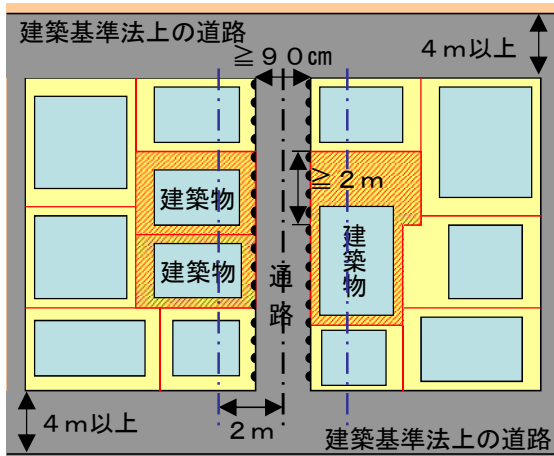 建築基準法上の道路
≧９０㎝
４ｍ以上
≧２ｍ
建築物
建築物
建築物
通路
４ｍ以上
２ｍ
建築基準法上の道路